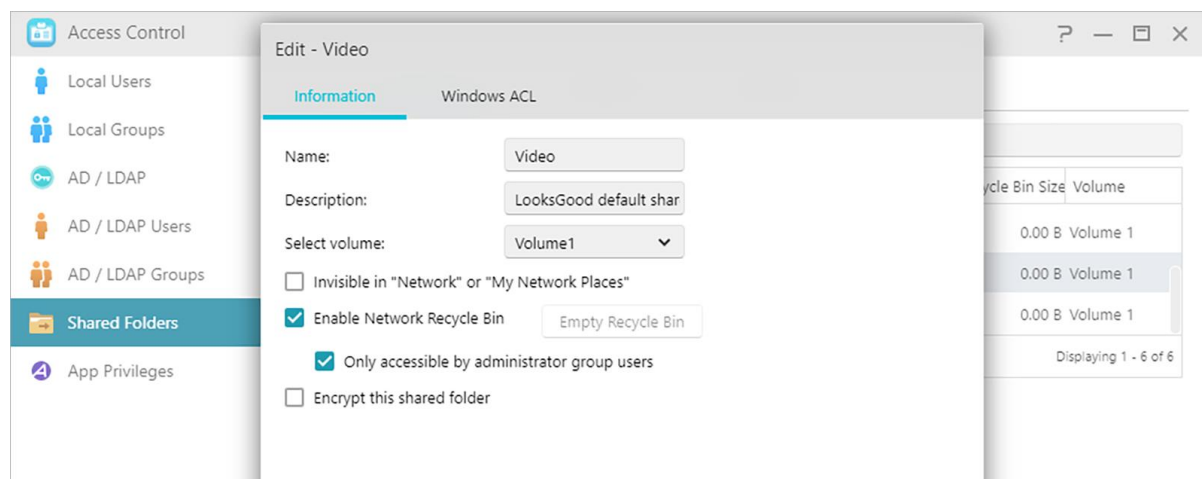 Access Control
Local Users
Local Groups
AD / LDAP
AD / LDAP Users
AD / LDAP Groups
Shared Folders
App Privileges
Edit - Video
Information Windows ACL
Name: Video
Description: LooksGood default shar
Select volume: Volume1
Invisible in "Network" or "My Network Places"
Enable Network Recycle Bin Empty Recycle Bin
Only accessible by administrator group users
Encrypt this shared folder
ycle Bin Size Volume
0.00 B Volume 1
0.00 B Volume 1
0.00 B Volume 1
Displaying 1 - 6 of 6